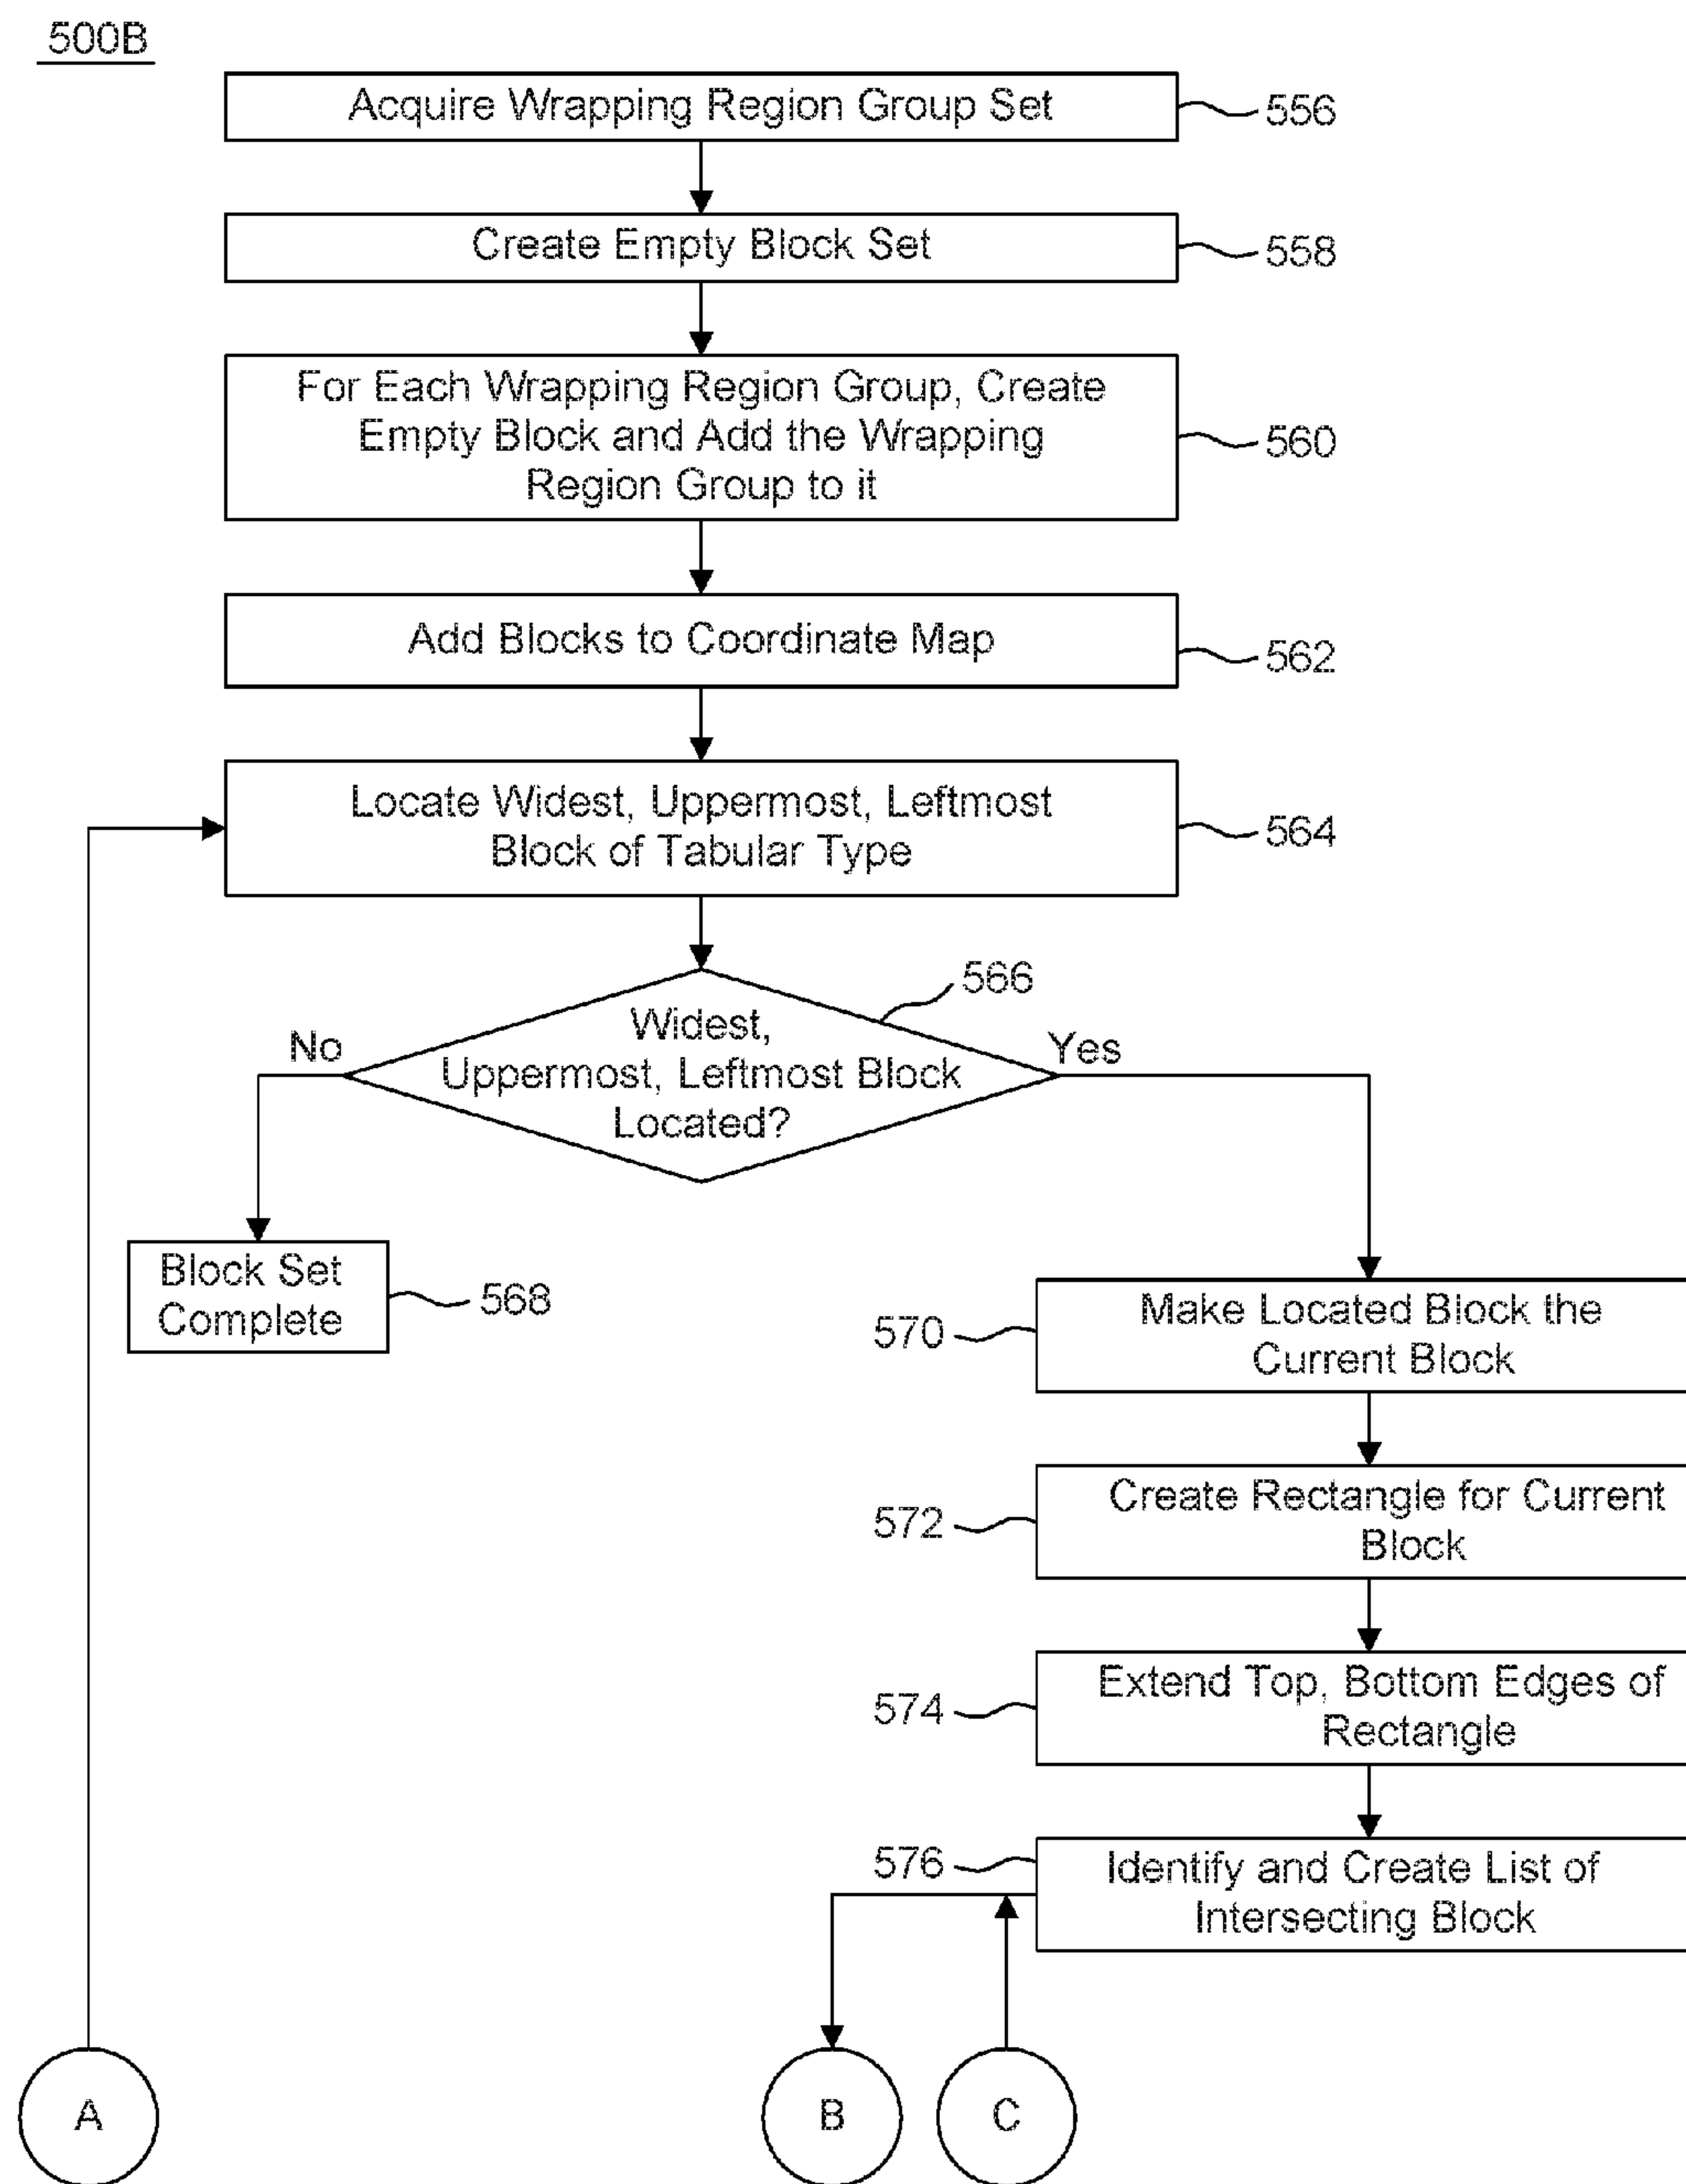 500B
Acquire Wrapping Region Group Set
556
Create Empty Block Set
558
For Each Wrapping Region Group, Create
Empty Block and Add the Wrapping
Region Group to it
560
Add Blocks to Coordinate Map
562
Locate Widest, Uppermost, Leftmost
Block of Tabular Type
564
566
Widest,
Uppermost, Leftmost Block
Located?
No
Yes
Block Set
Complete
568
570
Make Located Block the
Current Block
572
Create Rectangle for Current
Block
574
Extend Top, Bottom Edges of
Rectangle
576
Identify and Create List of
Intersecting Block
A
B
C